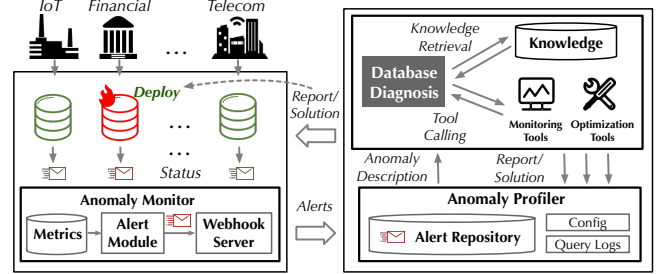 IoT
Financial
Telecom
...
Deploy
...
...
Status
Anomaly Monitor
Metrics
Alert
Module
Webhook
Server
Report/
Solution
Alerts
Knowledge
Retrieval
Knowledge
Database
Diagnosis
Tool
Calling
Monitoring
Tools
Optimization
Tools
Anomaly
Description
Report/
Solution
Anomaly Profiler
Alert Repository
Config
Query Logs